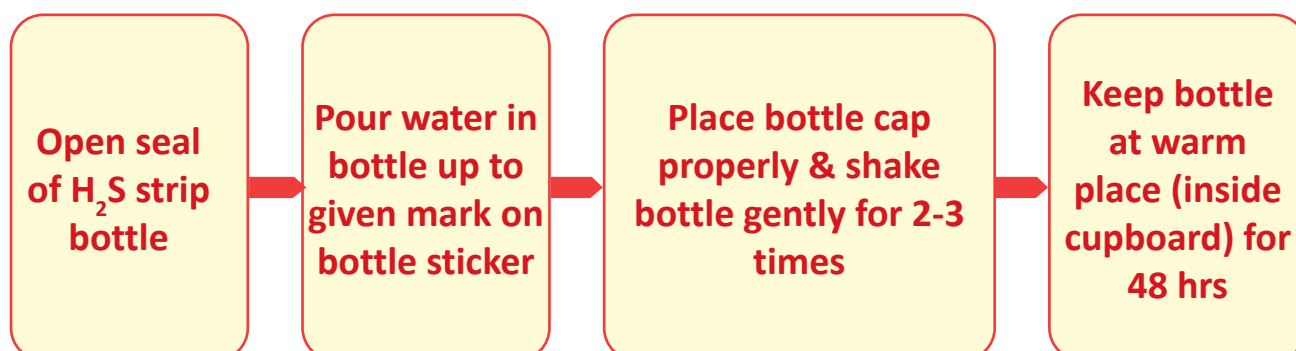 Open seal
of H₂S strip
bottle
Pour water in
bottle up to
given mark on
bottle sticker
Place bottle cap
properly & shake
bottle gently for 2-3
times
Keep bottle
at warm
place (inside
cupboard) for
48 hrs